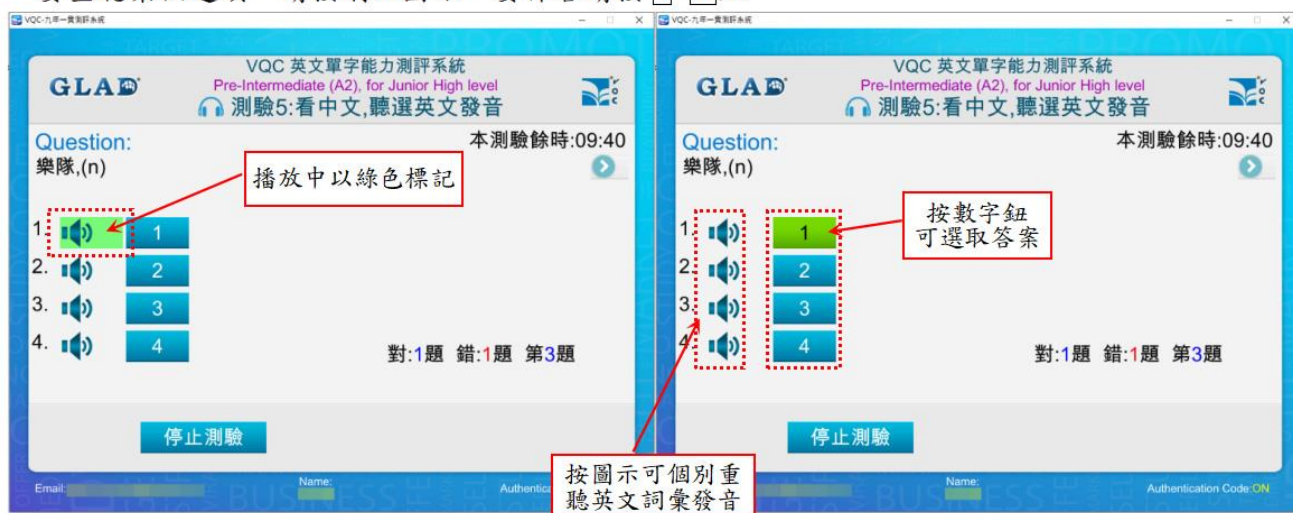 VQC-九年一貫測評系統
GLAD
VQC 英文單字能力測評系統
Pre-Intermediate (A2), for Junior High level
測驗5:看中文,聽選英文發音
Question:
本測驗餘時:09:40
樂隊,(n)
播放中以綠色標記
1. 1
2. 2
3. 3
4. 4
對:1題 錯:1題 第3題
停止測驗
Email:
Name:
VQC-九年一貫測評系統
GLAD
VQC 英文單字能力測評系統
Pre-Intermediate (A2), for Junior High level
測驗5:看中文,聽選英文發音
Question:
本測驗餘時:09:40
樂隊,(n)
按數字鈕
可選取答案
1. 1
2. 2
3. 3
4. 4
對:1題 錯:1題 第3題
停止測驗
按圖示可個別重
聽英文詞彙發音
Name:
Authentication Code:ON